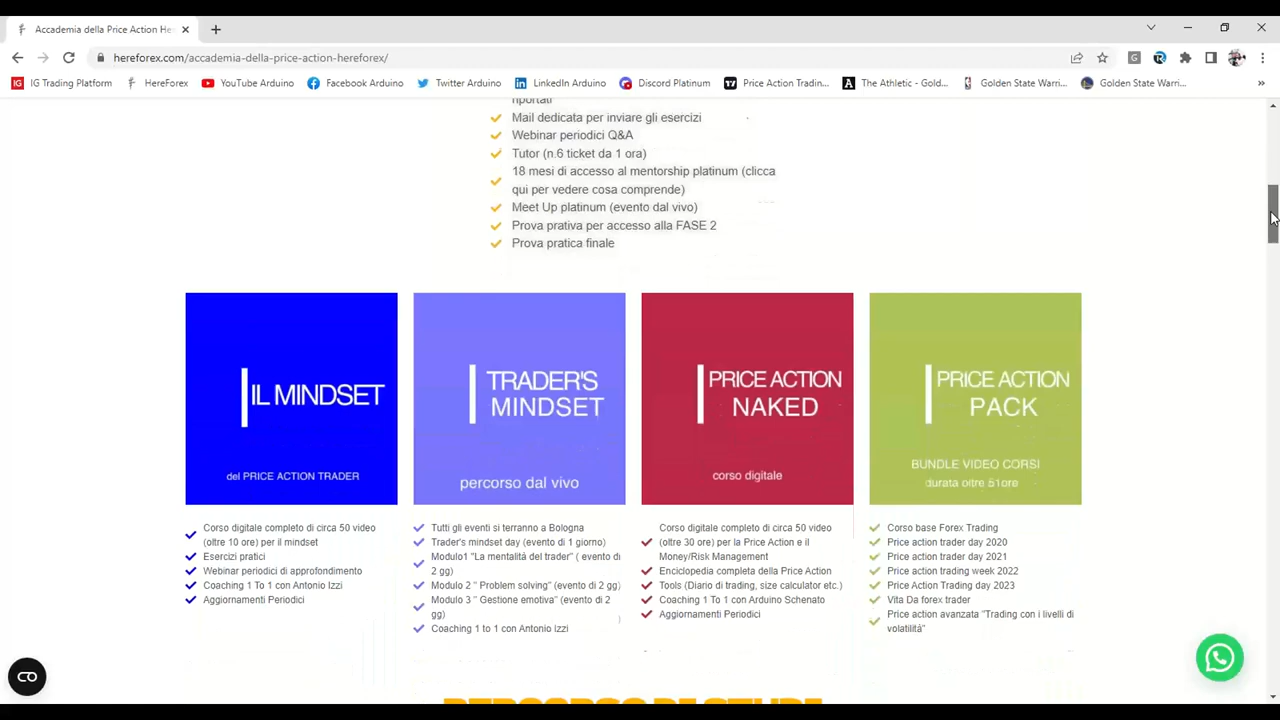 Accademia della Price Action He
hereforex.com/accademia-della-price-action-hereforex/
IG Trading Platform
HereForex
YouTube Arduino
Facebook Arduino
Twitter Arduino
LinkedIn Arduino
Discord Platinum
Price Action Tradin...
The Athletic - Gold...
Golden State Warri...
Golden State Warri...
riportati
Mail dedicata per inviare gli esercizi
Webinar periodici Q&A
Tutor (n.6 ticket da 1 ora)
18 mesi di accesso al mentorship platinum (clicca
qui per vedere cosa comprende)
Meet Up platinum (evento dal vivo)
Prova prativa per accesso alla FASE 2
Prova pratica finale
IL MINDSET
del PRICE ACTION TRADER
Corso digitale completo di circa 50 video
(oltre 10 ore) per il mindset
Esercizi pratici
Webinar periodici di approfondimento
Coaching 1 To 1 con Antonio Izzi
Aggiornamenti Periodici
TRADER'S
MINDSET
percorso dal vivo
Tutti gli eventi si terranno a Bologna
Trader's mindset day (evento di 1 giorno)
Modulo1 "La mentalità del trader" ( evento di
2 gg)
Modulo 2 " Problem solving" (evento di 2 gg)
Modulo 3 " Gestione emotiva" (evento di 2
gg)
Coaching 1 to 1 con Antonio Izzi
PRICE ACTION
NAKED
corso digitale
Corso digitale completo di circa 50 video
(oltre 30 ore) per la Price Action e il
Money/Risk Management
Enciclopedia completa della Price Action
Tools (Diario di trading, size calculator etc.)
Coaching 1 To 1 con Arduino Schenato
Aggiornamenti Periodici
PRICE ACTION
PACK
BUNDLE VIDEO CORSI
durata oltre 51ore
Corso base Forex Trading
Price action trader day 2020
Price action trader day 2021
Price action trading week 2022
Price Action Trading day 2023
Vita Da forex trader
Price action avanzata "Trading con i livelli di
volatilità"
PERCORSO DI STUDI